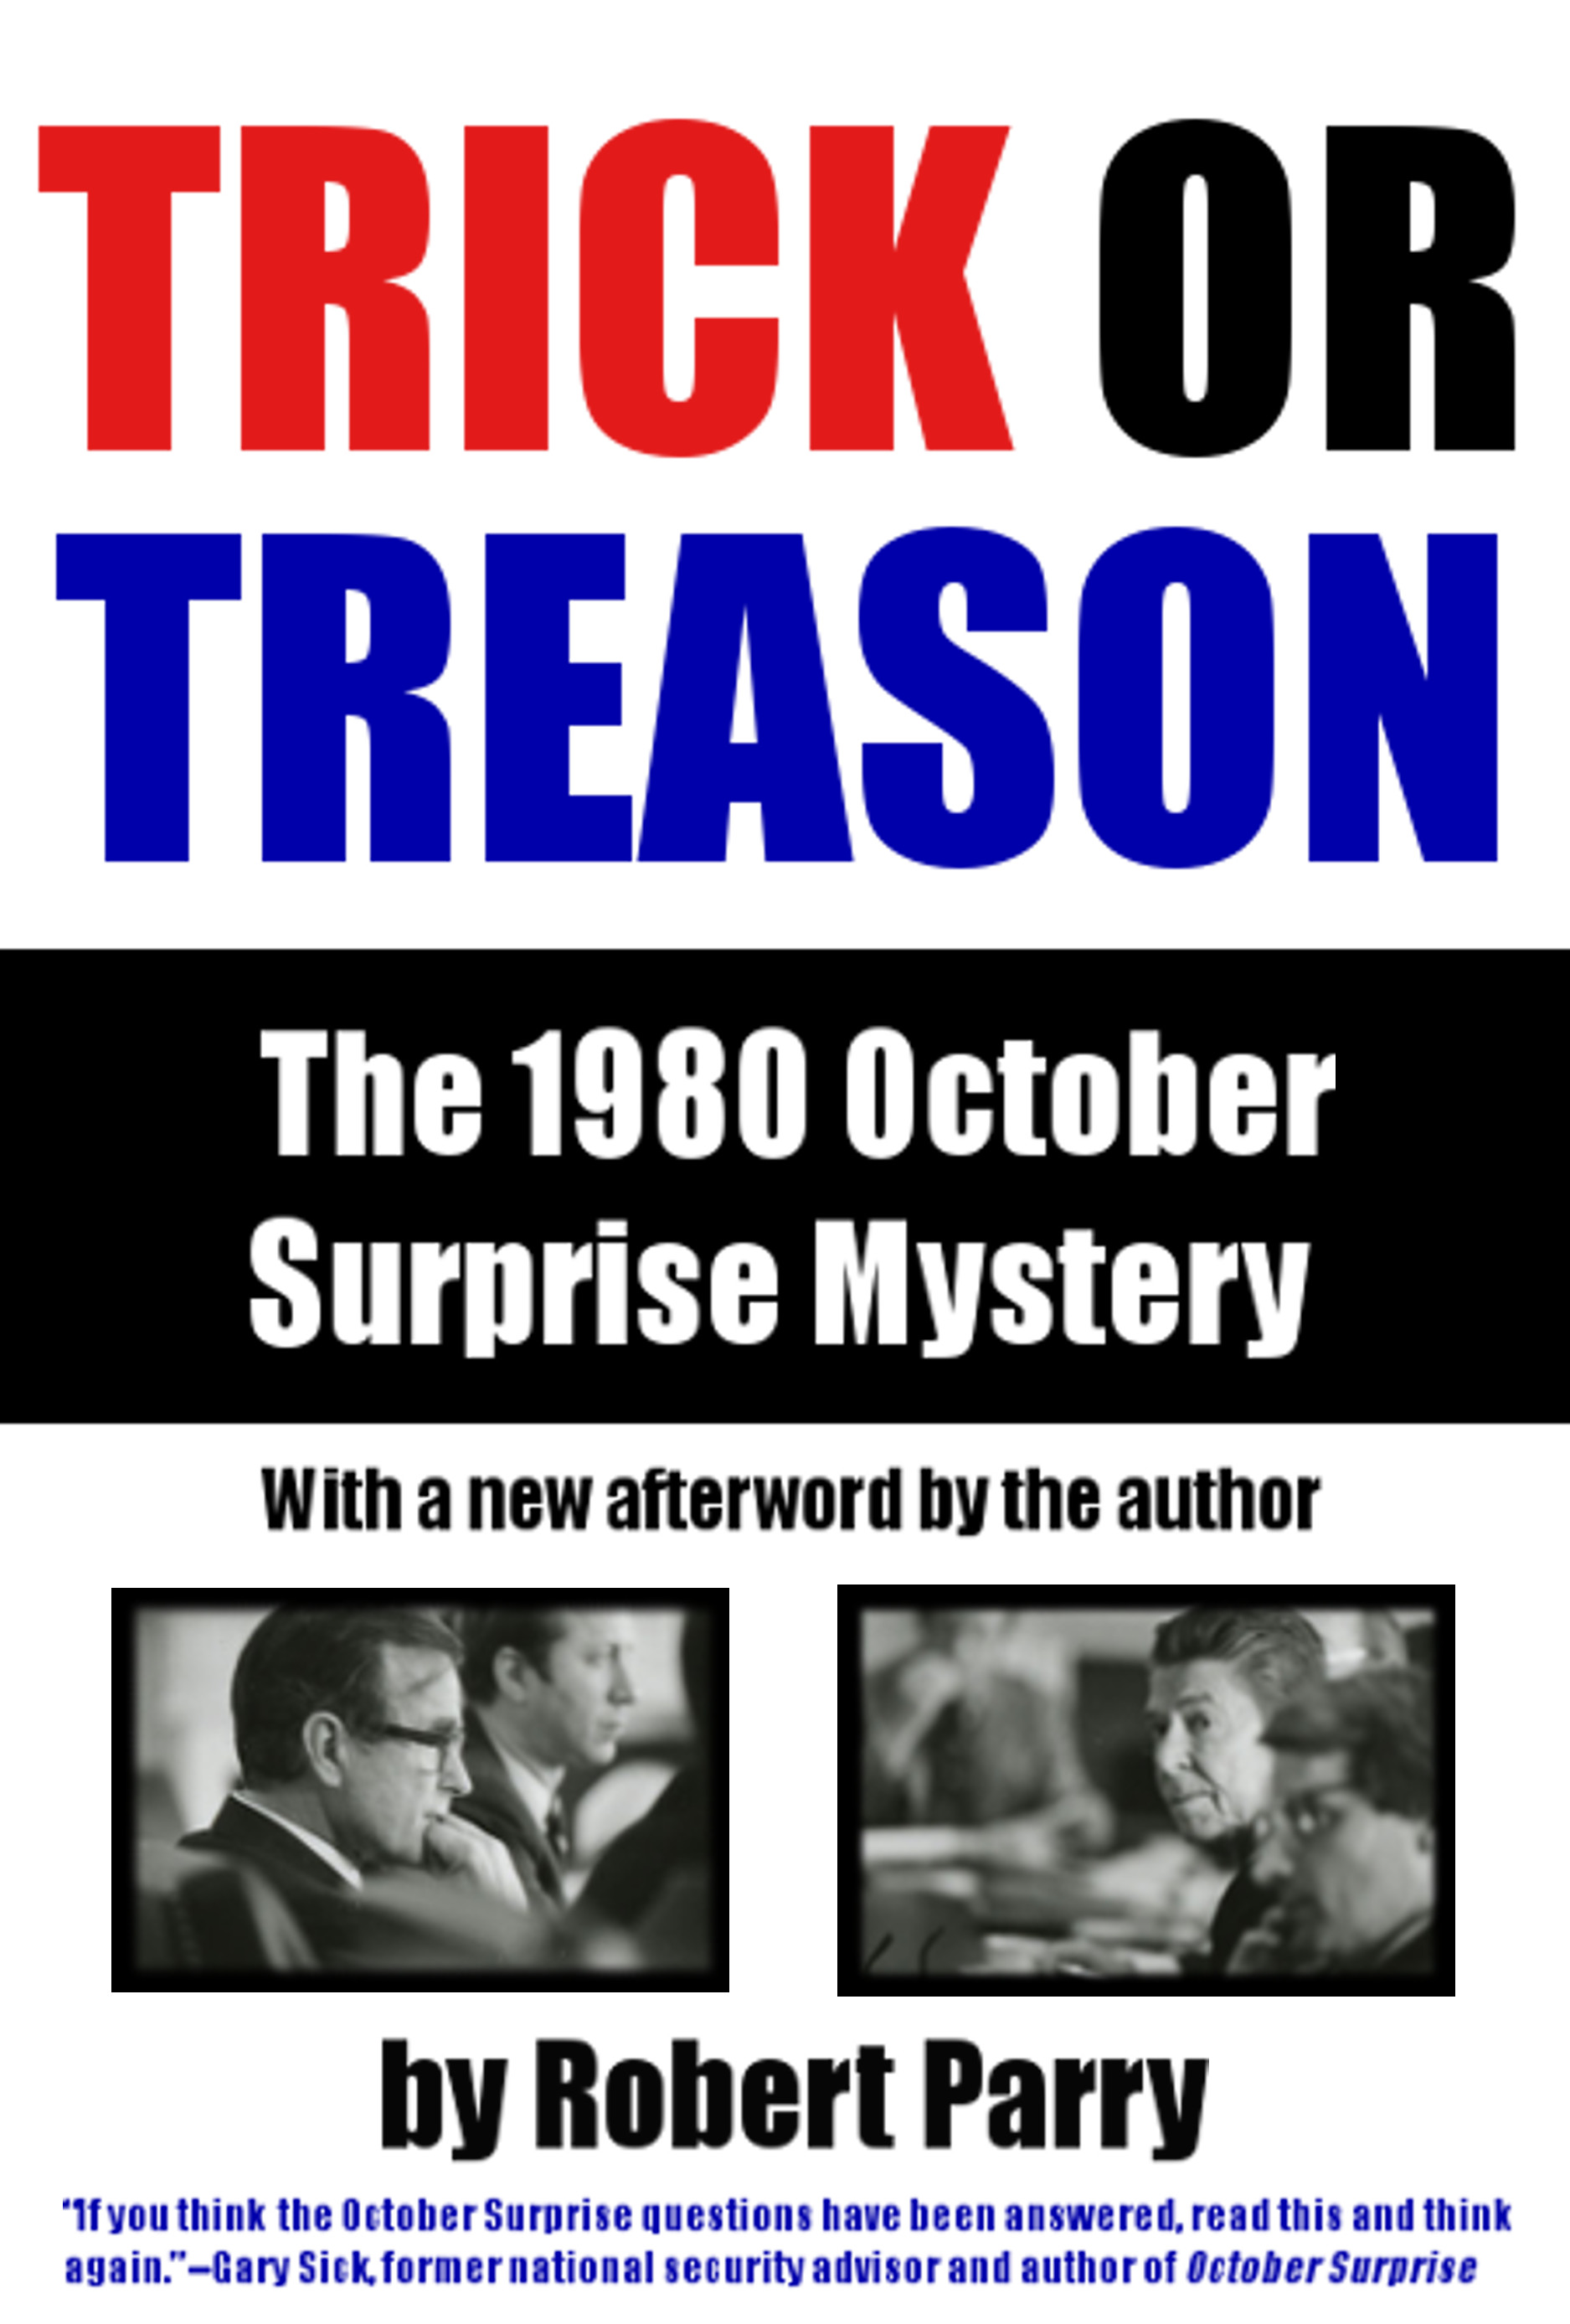 TRICK OR
TREASON
The 1980 October
Surprise Mystery
With a new afterword by the author
by Robert Parry
"If you think the October Surprise questions have been answered, read this and think
again."—Gary Sick, former national security advisor and author of October Surprise